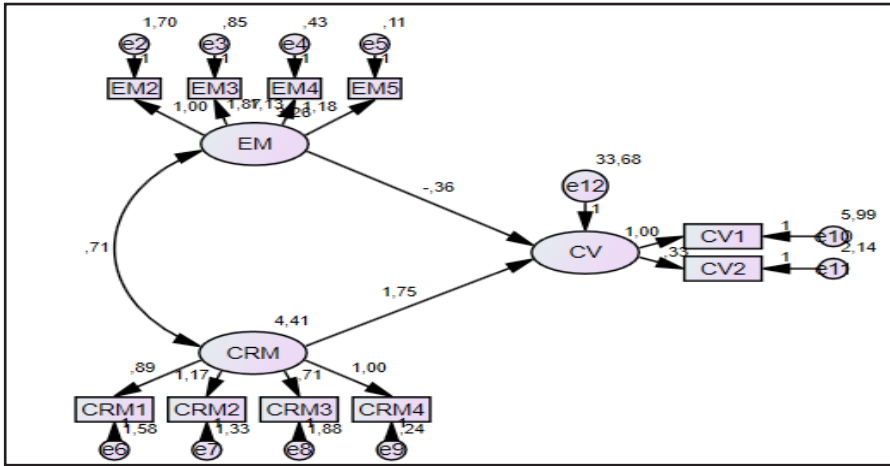 1,70 ,85 ,43 ,11
e2 e3 e4 e5
1 1 1 1
EM2 EM3 EM4 EM5
1,00 1,13 1,18
EM
33,68
-,36
e12
1
5,99
,71
1,00 CV1 1 e10
CV
2,14
,33 CV2 1 e11
1,75
4,41
CRM
,89 1,17 ,71 1,00
CRM1 CRM2 CRM3 CRM4
1,58 1,33 1,88 ,24
e6 e7 e8 e9